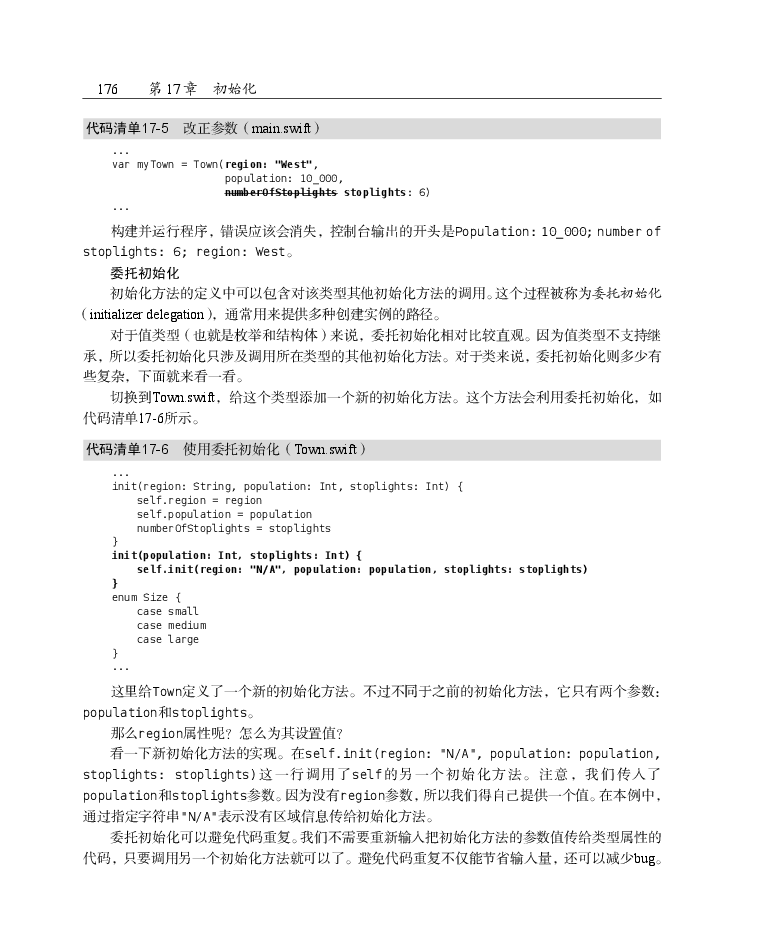 176 第 17 章 初始化
代码清单17-5 改正参数（main.swift）
...
var myTown = Town(region: "West",
population: 10_000,
numberOfStoplights stoplights: 6)
...
构建并运行程序，错误应该会消失，控制台输出的开头是Population: 10_000; number of
stoplights: 6; region: West。
委托初始化
初始化方法的定义中可以包含对该类型其他初始化方法的调用。这个过程被称为委托初始化
（initializer delegation），通常用来提供多种创建实例的路径。
对于值类型（也就是枚举和结构体）来说，委托初始化相对比较直观。因为值类型不支持继
承，所以委托初始化只涉及调用所在类型的其他初始化方法。对于类来说，委托初始化则多少有
些复杂，下面就来看一看。
切换到Town.swift，给这个类型添加一个新的初始化方法。这个方法会利用委托初始化，如
代码清单17-6所示。
代码清单17-6 使用委托初始化（Town.swift）
...
init(region: String, population: Int, stoplights: Int) {
self.region = region
self.population = population
numberOfStoplights = stoplights
}
init(population: Int, stoplights: Int) {
self.init(region: "N/A", population: population, stoplights: stoplights)
}
enum Size {
case small
case medium
case large
}
...
这里给Town定义了一个新的初始化方法。不过不同于之前的初始化方法，它只有两个参数：
population和stoplights。
那么region属性呢？怎么为其设置值？
看一下新初始化方法的实现。在self.init(region: "N/A", population: population,
stoplights: stoplights)这一行调用了self的另一个初始化方法。注意，我们传入了
population和stoplights参数。因为没有region参数，所以我们得自己提供一个值。在本例中，
通过指定字符串"N/A"表示没有区域信息传给初始化方法。
委托初始化可以避免代码重复。我们不需要重新输入把初始化方法的参数值传给类型属性的
代码，只要调用另一个初始化方法就可以了。避免代码重复不仅能节省输入量，还可以减少bug。